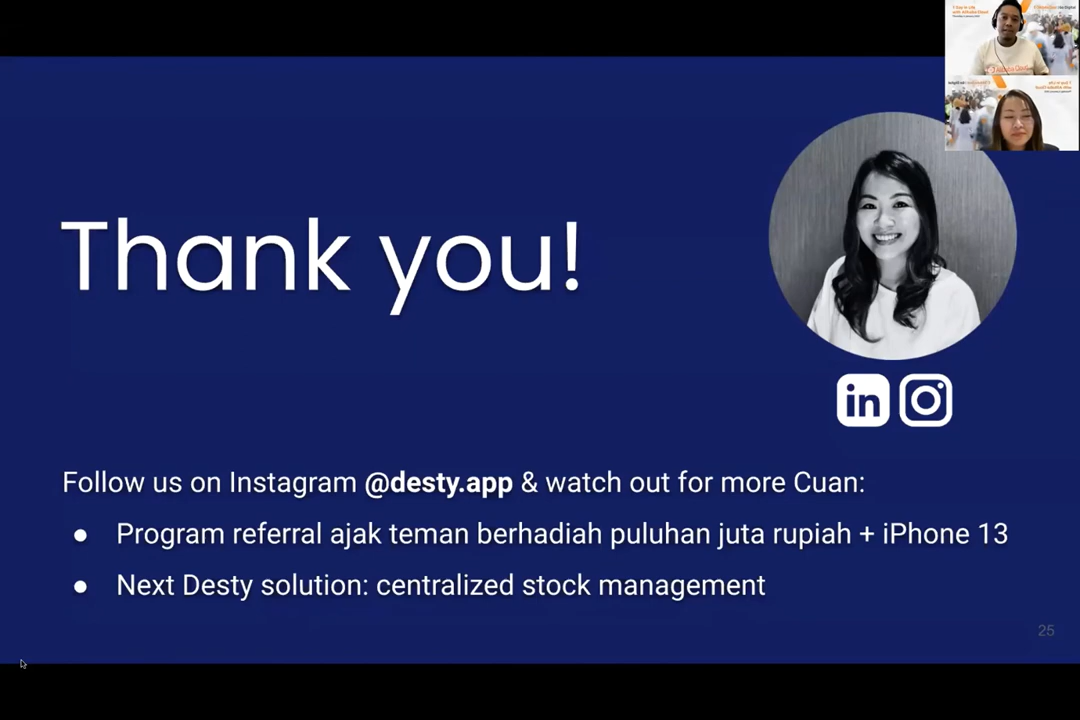 Thank you!
in
Follow us on Instagram @desty.app & watch out for more Cuan:
● Program referral ajak teman berhadiah puluhan juta rupiah + iPhone 13
● Next Desty solution: centralized stock management
25